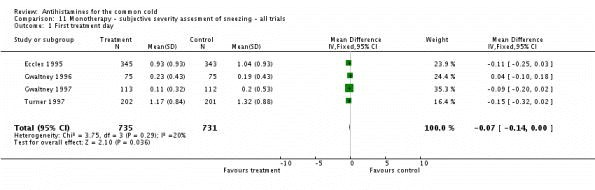 Review: Antihistamines for the common cold
Comparison: 11 Monotherapy - subjective severity assesment of sneezing - all trials
Outcome: 1 First treatment day
Study or subgroup Treatment Control Mean Difference Weight Mean Difference
N Mean(SD) N Mean(SD) IV,Fixed,95% CI IV,Fixed,95% CI
Eccles 1995 345 0.93 (0.93) 343 1.04 (0.93) 23.9 % -0.11 [ -0.25, 0.03 ]
Gwaltney 1996 75 0.23 (0.43) 75 0.19 (0.43) 24.4 % 0.04 [ -0.10, 0.18 ]
Gwaltney 1997 113 0.11 (0.32) 112 0.2 (0.53) 35.3 % -0.09 [ -0.20, 0.02 ]
Turner 1997 202 1.17 (0.84) 201 1.32 (0.88) 16.4 % -0.15 [ -0.32, 0.02 ]
Total (95% CI) 735 731 100.0 % -0.07 [ -0.14, 0.00 ]
Heterogeneity: Chi² = 3.75, df = 3 (P = 0.29); I² =20%
Test for overall effect: Z = 2.10 (P = 0.036)
-10 -5 0 5 10
Favours treatment Favours control